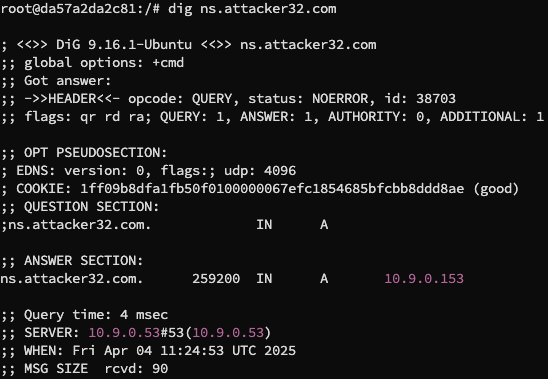 root@da57a2da2c81:/# dig ns.attacker32.com
; <<>> DiG 9.16.1-Ubuntu <<>> ns.attacker32.com
;; global options: +cmd
;; Got answer:
;; ->>HEADER<<- opcode: QUERY, status: NOERROR, id: 38703
;; flags: qr rd ra; QUERY: 1, ANSWER: 1, AUTHORITY: 0, ADDITIONAL: 1
;; OPT PSEUDOSECTION:
; EDNS: version: 0, flags:; udp: 4096
; COOKIE: 1ff09b8dfa1fb50f0100000067efc1854685bfcbb8ddd8ae (good)
;; QUESTION SECTION:
;ns.attacker32.com. IN A
;; ANSWER SECTION:
ns.attacker32.com. 259200 IN A 10.9.0.153
;; Query time: 4 msec
;; SERVER: 10.9.0.53#53(10.9.0.53)
;; WHEN: Fri Apr 04 11:24:53 UTC 2025
;; MSG SIZE rcvd: 90